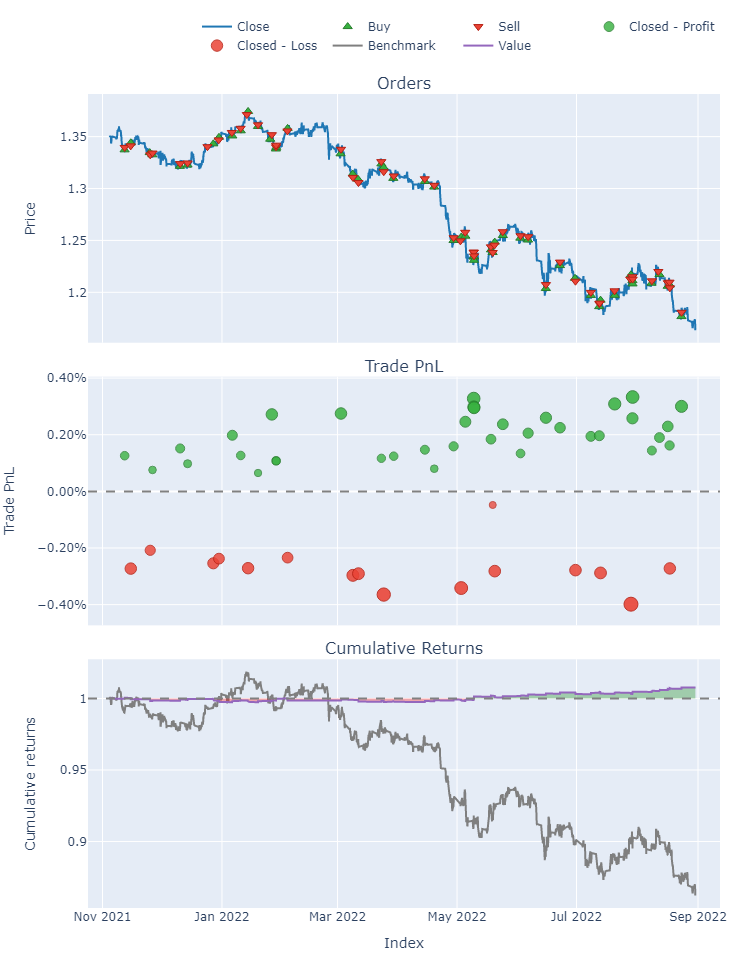 Close Buy Sell Closed - Profit
Closed - Loss Benchmark Value
Orders
1.35
1.3
1.25
1.2
Price
Trade PnL
0.40%
0.20%
0.00%
−0.20%
−0.40%
Trade PnL
Cumulative Returns
1
0.95
0.9
Cumulative returns
Nov 2021 Jan 2022 Mar 2022 May 2022 Jul 2022 Sep 2022
Index